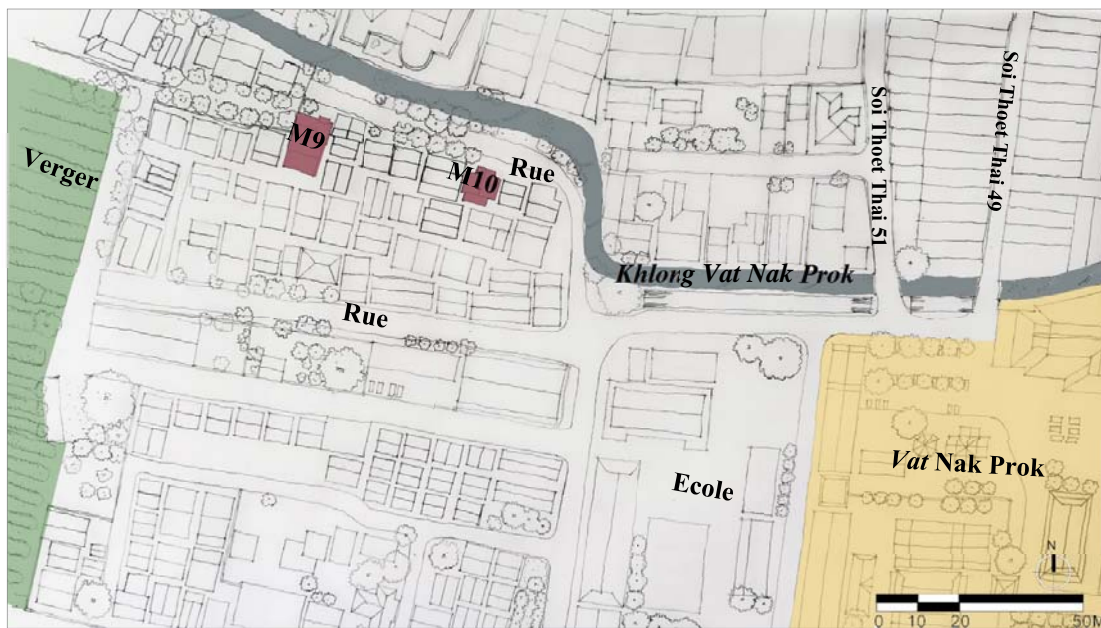 M9
Verger
M10
Rue
Soi Thoet Thai 51
Soi Thoet Thai 49
Khlong Vat Nak Prok
Rue
Vat Nak Prok
Ecole
N
0 10 20 50M